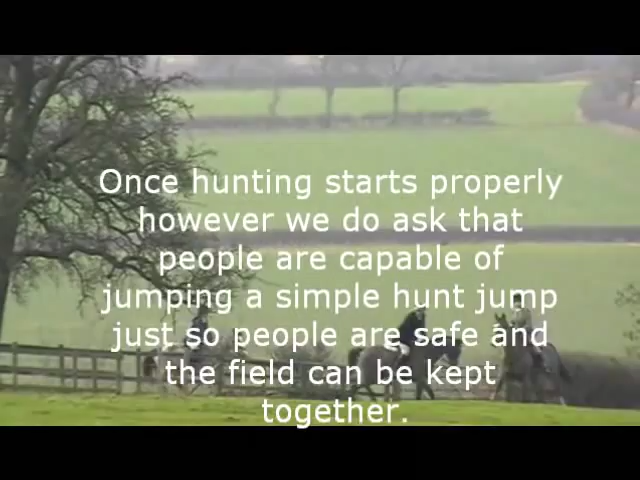 Once hunting starts properly
however we do ask that
people are capable of
jumping a simple hunt jump
just so people are safe and
the field can be kept
together.